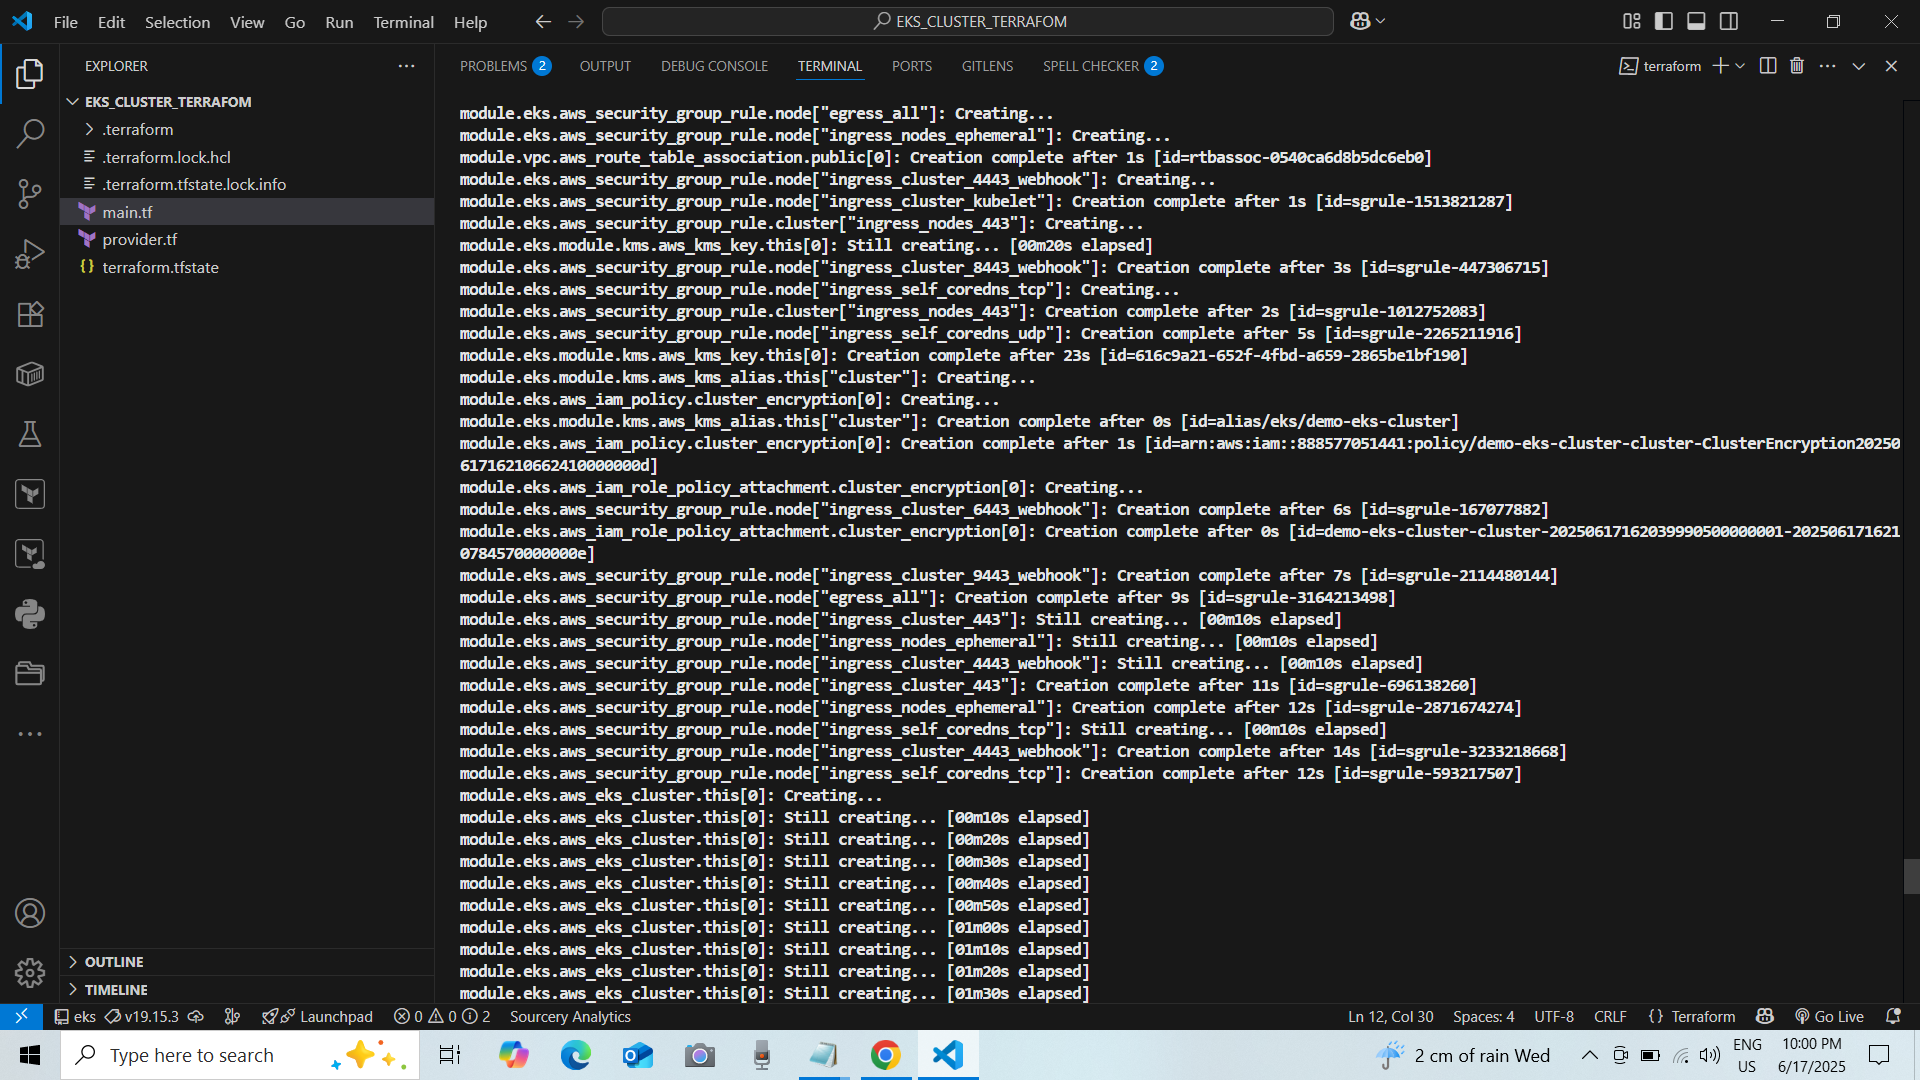 File Edit Selection View Go Run Terminal Help
EKS_CLUSTER_TERRAFOM
EXPLORER
EKS_CLUSTER_TERRAFOM
.terraform
.terraform.lock.hcl
.terraform.tfstate.lock.info
main.tf
provider.tf
{} terraform.tfstate
OUTLINE
TIMELINE
PROBLEMS 2 OUTPUT DEBUG CONSOLE TERMINAL PORTS GITLENS SPELL CHECKER 2
terraform
module.eks.aws_security_group_rule.node["egress_all"]: Creating...
module.eks.aws_security_group_rule.node["ingress_nodes_ephemeral"]: Creating...
module.vpc.aws_route_table_association.public[0]: Creation complete after 1s [id=rtbassoc-0540ca6d8b5dc6eb0]
module.eks.aws_security_group_rule.node["ingress_cluster_4443_webhook"]: Creating...
module.eks.aws_security_group_rule.node["ingress_cluster_kubelet"]: Creation complete after 1s [id=sgrule-1513821287]
module.eks.aws_security_group_rule.cluster["ingress_nodes_443"]: Creating...
module.eks.module.kms.aws_kms_key.this[0]: Still creating... [00m20s elapsed]
module.eks.aws_security_group_rule.node["ingress_cluster_8443_webhook"]: Creation complete after 3s [id=sgrule-447306715]
module.eks.aws_security_group_rule.node["ingress_self_coredns_tcp"]: Creating...
module.eks.aws_security_group_rule.cluster["ingress_nodes_443"]: Creation complete after 2s [id=sgrule-1012752083]
module.eks.aws_security_group_rule.node["ingress_self_coredns_udp"]: Creation complete after 5s [id=sgrule-2265211916]
module.eks.module.kms.aws_kms_key.this[0]: Creation complete after 23s [id=616c9a21-652f-4fbd-a659-2865be1bf190]
module.eks.module.kms.aws_kms_alias.this["cluster"]: Creating...
module.eks.aws_iam_policy.cluster_encryption[0]: Creating...
module.eks.module.kms.aws_kms_alias.this["cluster"]: Creation complete after 0s [id=alias/eks/demo-eks-cluster]
module.eks.aws_iam_policy.cluster_encryption[0]: Creation complete after 1s [id=arn:aws:iam::888577051441:policy/demo-eks-cluster-cluster-ClusterEncryption20250
61716210662410000000d]
module.eks.aws_iam_role_policy_attachment.cluster_encryption[0]: Creating...
module.eks.aws_security_group_rule.node["ingress_cluster_6443_webhook"]: Creation complete after 6s [id=sgrule-167077882]
module.eks.aws_iam_role_policy_attachment.cluster_encryption[0]: Creation complete after 0s [id=demo-eks-cluster-cluster-20250617162039990500000001-202506171621
0784570000000e]
module.eks.aws_security_group_rule.node["ingress_cluster_9443_webhook"]: Creation complete after 7s [id=sgrule-2114480144]
module.eks.aws_security_group_rule.node["egress_all"]: Creation complete after 9s [id=sgrule-3164213498]
module.eks.aws_security_group_rule.node["ingress_cluster_443"]: Still creating... [00m10s elapsed]
module.eks.aws_security_group_rule.node["ingress_nodes_ephemeral"]: Still creating... [00m10s elapsed]
module.eks.aws_security_group_rule.node["ingress_cluster_4443_webhook"]: Still creating... [00m10s elapsed]
module.eks.aws_security_group_rule.node["ingress_cluster_443"]: Creation complete after 11s [id=sgrule-696138260]
module.eks.aws_security_group_rule.node["ingress_nodes_ephemeral"]: Creation complete after 12s [id=sgrule-2871674274]
module.eks.aws_security_group_rule.node["ingress_self_coredns_tcp"]: Still creating... [00m10s elapsed]
module.eks.aws_security_group_rule.node["ingress_cluster_4443_webhook"]: Creation complete after 14s [id=sgrule-3233218668]
module.eks.aws_security_group_rule.node["ingress_self_coredns_tcp"]: Creation complete after 12s [id=sgrule-593217507]
module.eks.aws_eks_cluster.this[0]: Creating...
module.eks.aws_eks_cluster.this[0]: Still creating... [00m10s elapsed]
module.eks.aws_eks_cluster.this[0]: Still creating... [00m20s elapsed]
module.eks.aws_eks_cluster.this[0]: Still creating... [00m30s elapsed]
module.eks.aws_eks_cluster.this[0]: Still creating... [00m40s elapsed]
module.eks.aws_eks_cluster.this[0]: Still creating... [00m50s elapsed]
module.eks.aws_eks_cluster.this[0]: Still creating... [01m00s elapsed]
module.eks.aws_eks_cluster.this[0]: Still creating... [01m10s elapsed]
module.eks.aws_eks_cluster.this[0]: Still creating... [01m20s elapsed]
module.eks.aws_eks_cluster.this[0]: Still creating... [01m30s elapsed]
eks v19.15.3 Launchpad 0 0 2 Sourcery Analytics Ln 12, Col 30 Spaces: 4 UTF-8 CRLF {} Terraform Go Live
Type here to search
2 cm of rain Wed
ENG
US
10:00 PM
6/17/2025